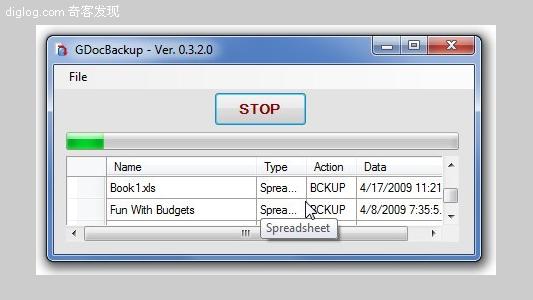 diglog.com 奇客发现
GDocBackup - Ver. 0.3.2.0
File
STOP
Name Type Action Data
Book1.xls Sprea... BCKUP 4/17/2009 11:21
Fun With Budgets Sprea... BCKUP 4/8/2009 7:35:5.
Spreadsheet